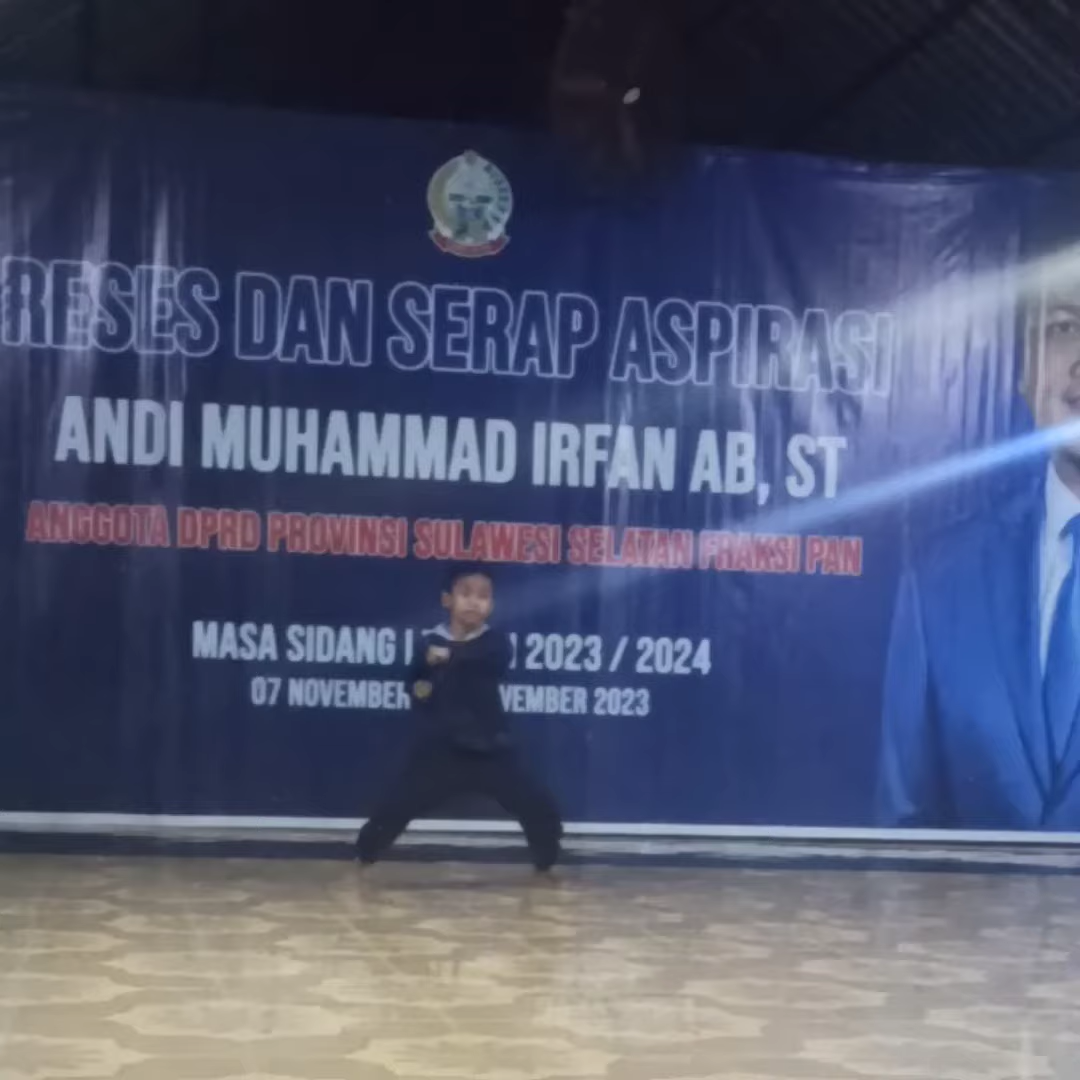 RESES DAN SERAP ASPIRASI
ANDI MUHAMMAD IRFAN AB, ST
ANGGOTA DPRD PROVINSI SULAWESI SELATAN FRAKSI PAN
MASA SIDANG 2023 / 2024
07 NOVEMBER 2023